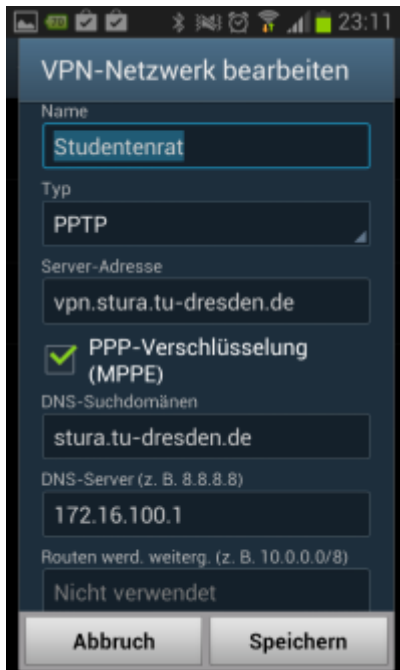 23:11
VPN-Netzwerk bearbeiten
Name
Studentenrat
Typ
PPTP
Server-Adresse
vpn.stura.tu-dresden.de
PPP-Verschlüsselung
(MPPE)
DNS-Suchdomänen
stura.tu-dresden.de
DNS-Server (z. B. 8.8.8.8)
172.16.100.1
Routen werd. weiterg. (z. B. 10.0.0.0/8)
Nicht verwendet
Abbruch
Speichern